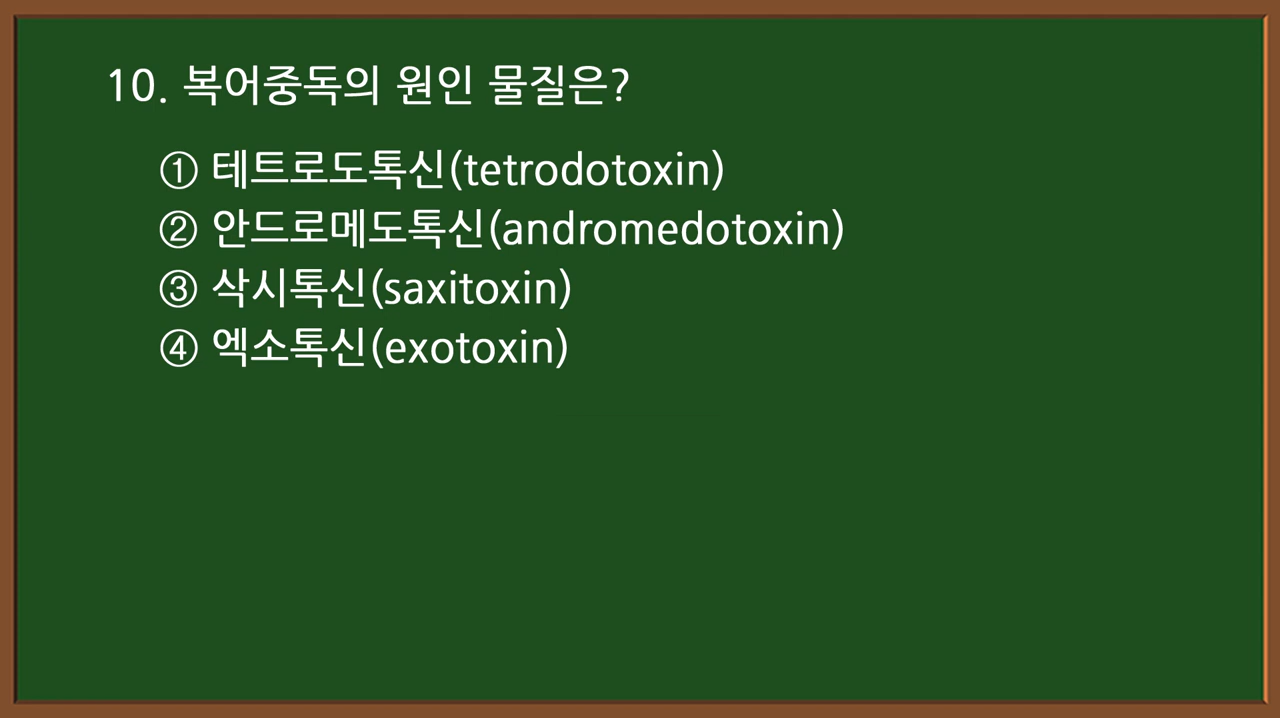 10. 복어중독의 원인 물질은?
① 테트로도톡신(tetrodotoxin)
② 안드로메도톡신(andromedotoxin)
③ 삭시톡신(saxitoxin)
④ 엑소톡신(exotoxin)